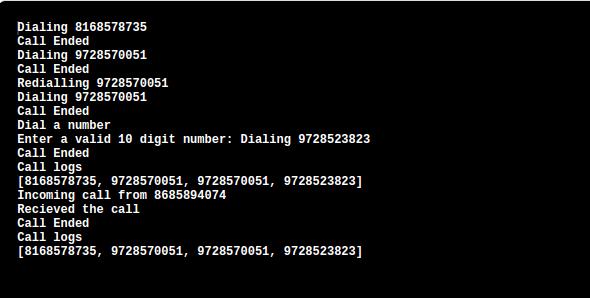 Dialing 8168578735
Call Ended
Dialing 9728570051
Call Ended
Redialling 9728570051
Dialing 9728570051
Call Ended
Dial a number
Enter a valid 10 digit number: Dialing 9728523823
Call Ended
Call logs
[8168578735, 9728570051, 9728570051, 9728523823]
Incoming call from 8685894074
Recieved the call
Call Ended
Call logs
[8168578735, 9728570051, 9728570051, 9728523823]